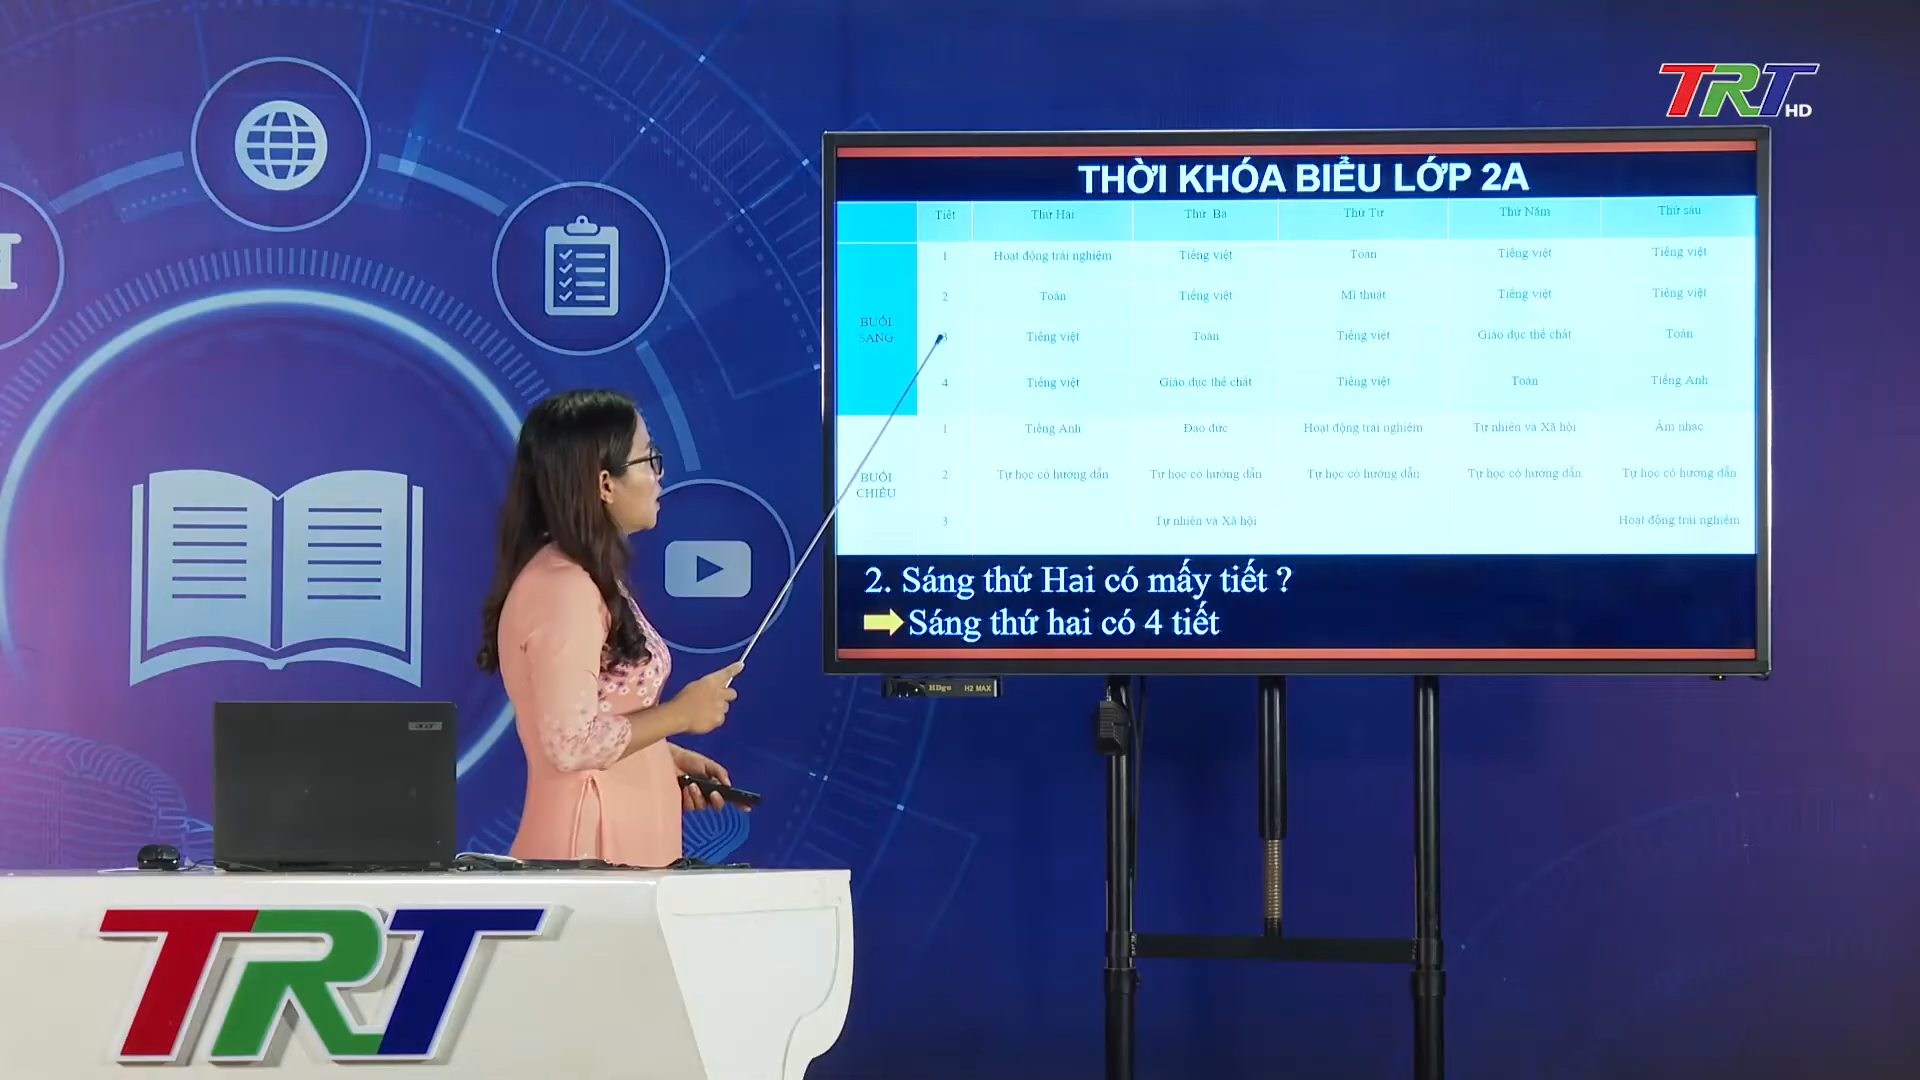 TRT HD
THỜI KHÓA BIỂU LỚP 2A
Tiết Thứ Hai Thứ Ba Thứ Tư Thứ Năm Thứ sáu
BUỔI
SÁNG
1 Hoạt động trải nghiệm Tiếng việt Toán Tiếng việt Tiếng việt
2 Toán Tiếng việt Mĩ thuật Tiếng việt Tiếng việt
3 Tiếng việt Toán Tiếng việt Giáo dục thể chất Toán
4 Tiếng việt Giáo dục thể chất Tiếng việt Toán Tiếng Anh
BUỔI
CHIỀU
1 Tiếng Anh Đạo đức Hoạt động trải nghiệm Tự nhiên và Xã hội Âm nhạc
2 Tự học có hướng dẫn Tự học có hướng dẫn Tự học có hướng dẫn Tự học có hướng dẫn Tự học có hướng dẫn
3 Tự nhiên và Xã hội Hoạt động trải nghiệm
2. Sáng thứ Hai có mấy tiết ?
Sáng thứ hai có 4 tiết
HDgo H2 MAX
acer
TRT